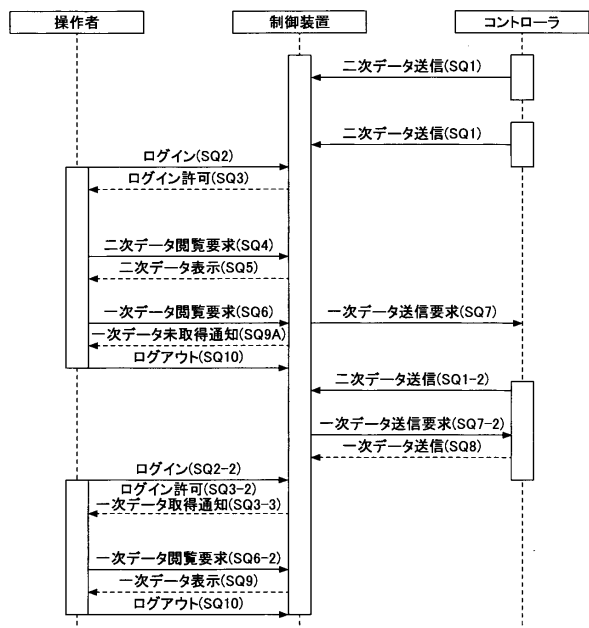 操作者
制御装置
コントローラ
二次データ送信(SQ1)
二次データ送信(SQ1)
ログイン(SQ2)
ログイン許可(SQ3)
二次データ閲覧要求(SQ4)
二次データ表示(SQ5)
一次データ閲覧要求(SQ6)
一次データ送信要求(SQ7)
一次データ未取得通知(SQ9A)
ログアウト(SQ10)
二次データ送信(SQ1-2)
一次データ送信要求(SQ7-2)
一次データ送信(SQ8)
ログイン(SQ2-2)
ログイン許可(SQ3-2)
一次データ取得通知(SQ3-3)
一次データ閲覧要求(SQ6-2)
一次データ表示(SQ9)
ログアウト(SQ10)